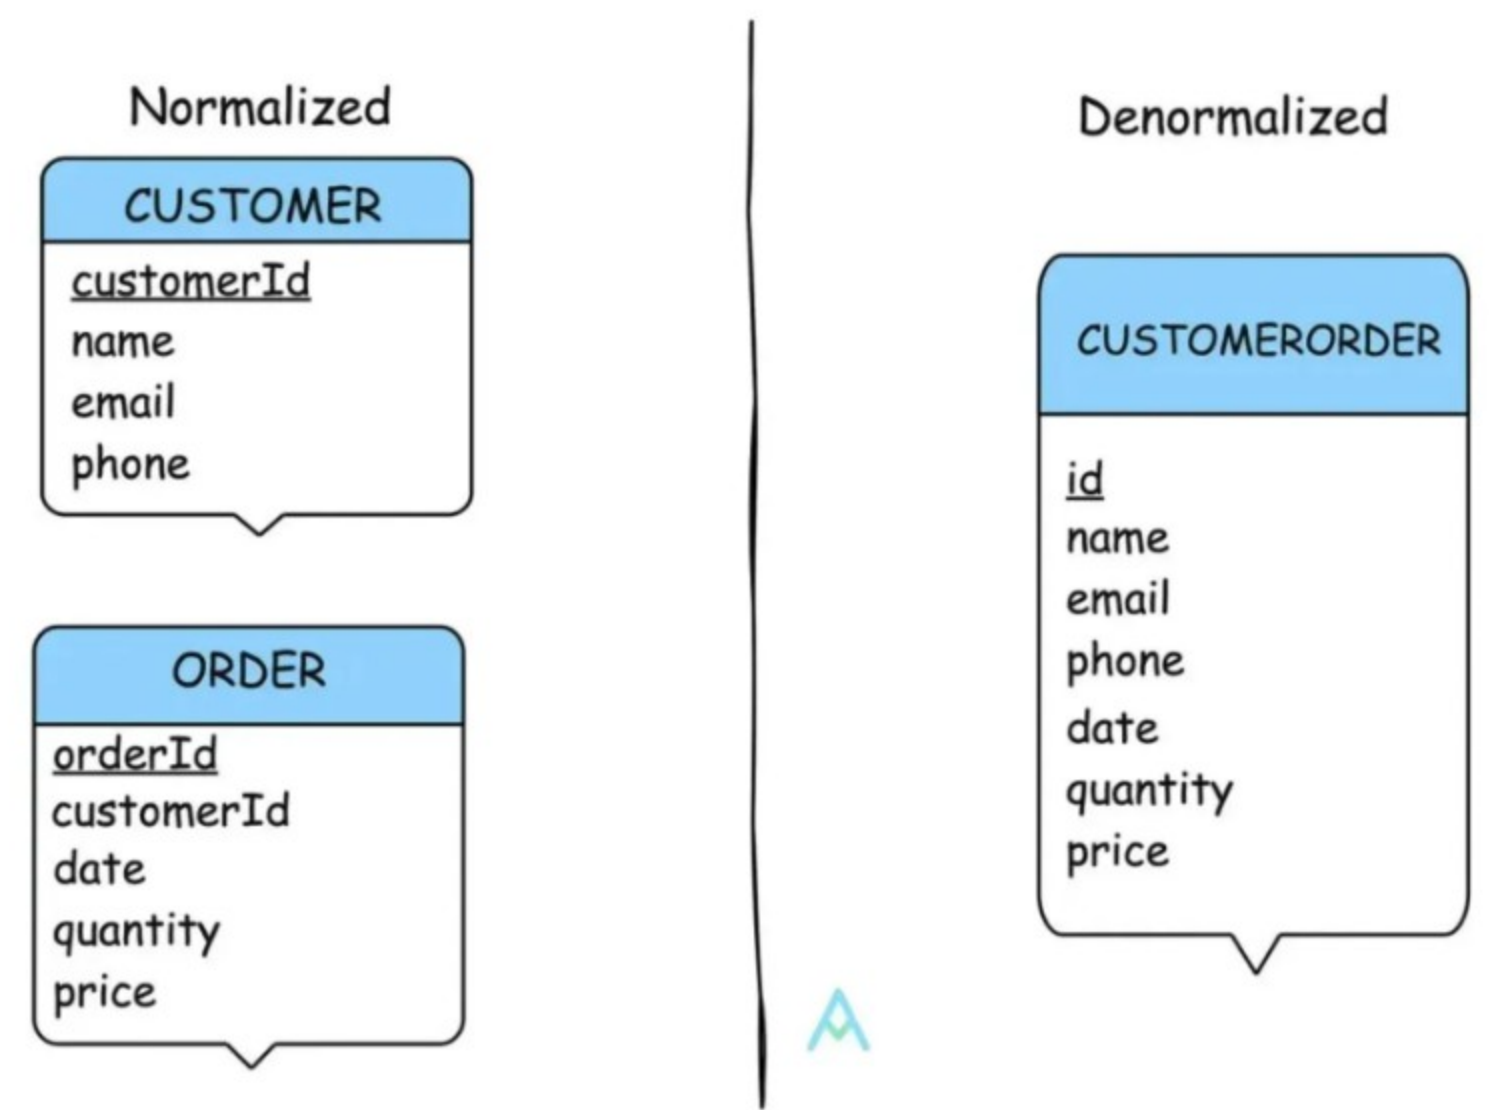 Normalized
CUSTOMER
customerId
name
email
phone
ORDER
orderId
customerId
date
quantity
price
Denormalized
CUSTOMERORDER
id
name
email
phone
date
quantity
price